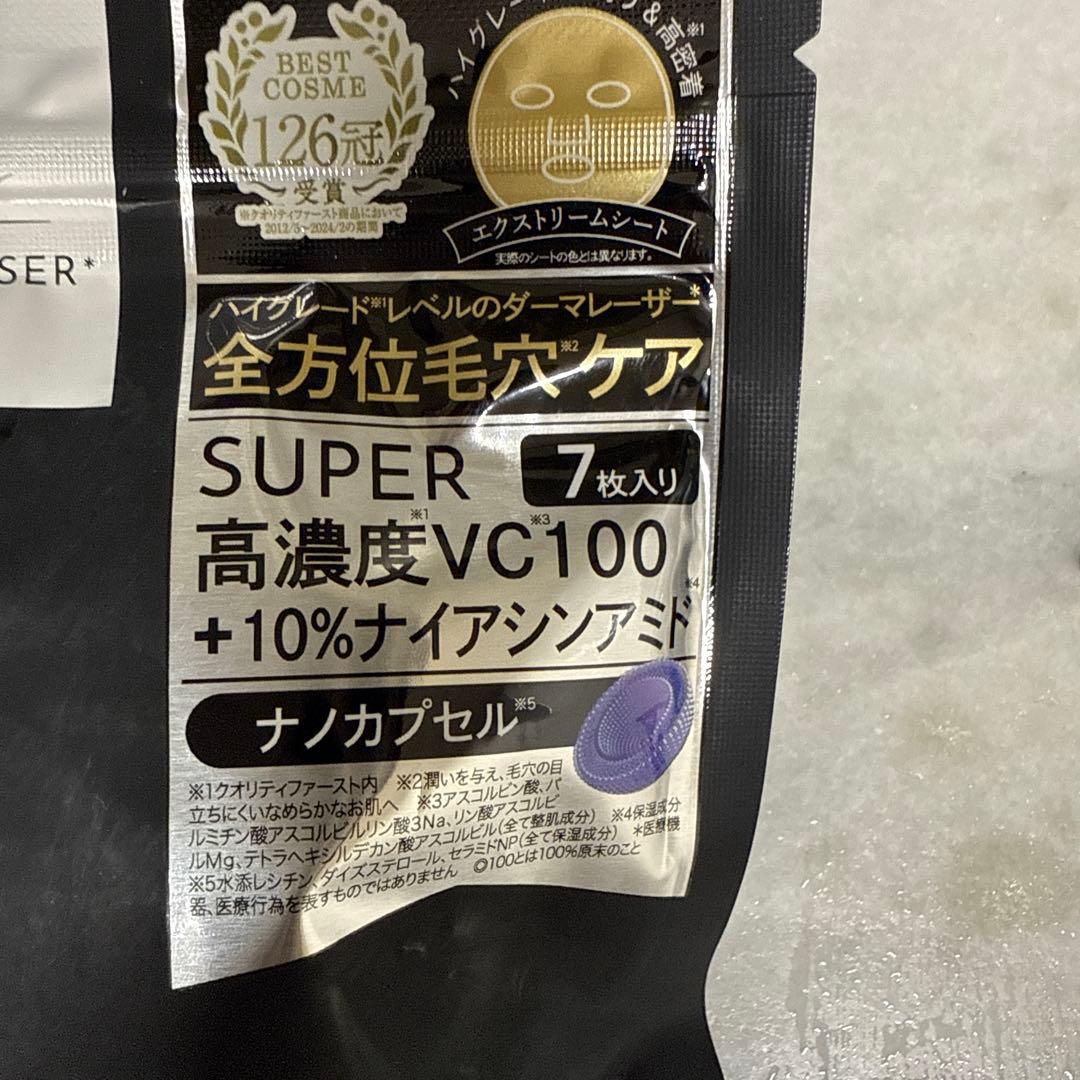 BEST
COSME
126冠
受賞
※クオリティファースト商品において
2012/5~2024/2の期間
ハイグレード
&高密着※1
エクストリームシート
実際のシートの色とは異なります。
SER*
ハイグレード※1レベルのダーマレーザー*
全方位毛穴※2ケア
SUPER
7枚入り
高濃度※1VC※3100
+10%ナイアシンアミド※4
ナノカプセル※5
※1クオリティファースト内 ※2潤いを与え、毛穴の目
立ちにくいなめらかなお肌へ ※3アスコルビン酸、パ
ルミチン酸アスコルビルリン酸3Na、リン酸アスコルビ
ルMg、テトラヘキシルデカン酸アスコルビル(全て整肌成分) ※4保湿成分
※5水添レシチン、ダイズステロール、セラミドNP(全て保湿成分) *医療機
器、医療行為を表すものではありません ◎100とは100%原末のこと